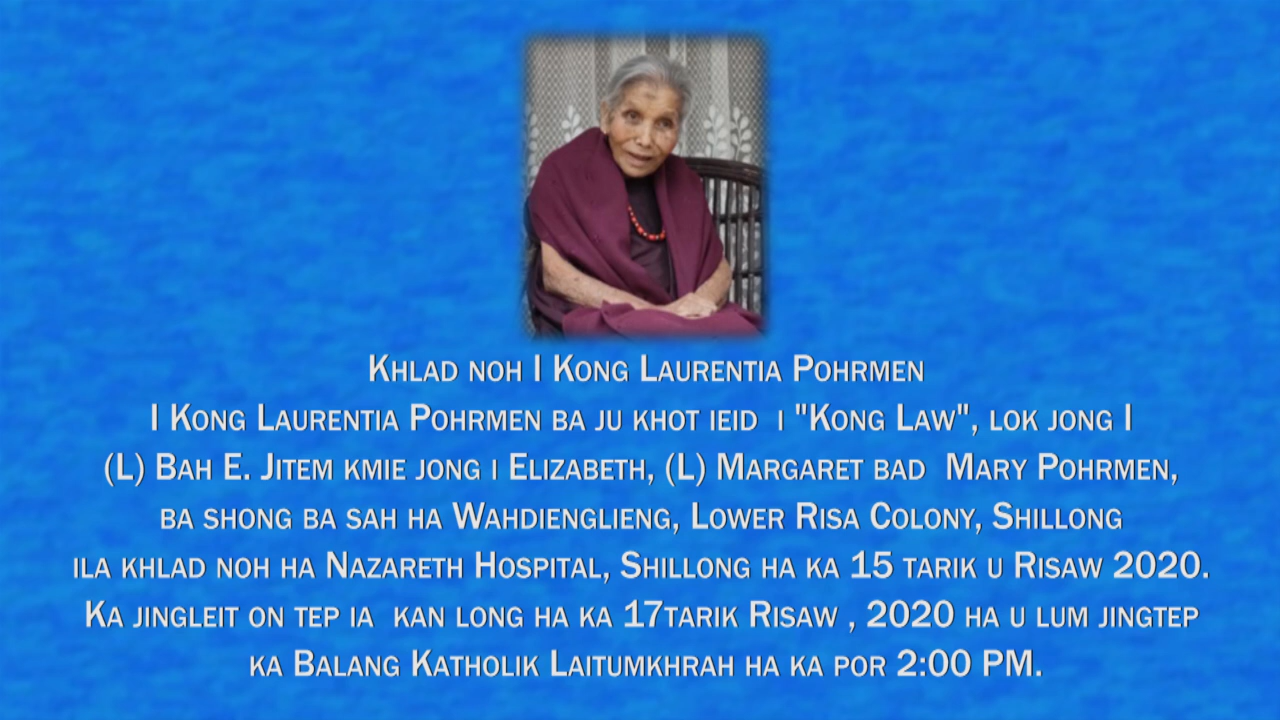 Khlad noh I Kong Laurentia Pohrmen
I Kong Laurentia Pohrmen ba ju khot ieid i "Kong Law", lok jong I
(L) Bah E. Jitem kmie jong i Elizabeth, (L) Margaret bad Mary Pohrmen,
ba shong ba sah ha Wahdienglieng, Lower Risa Colony, Shillong
ila khlad noh ha Nazareth Hospital, Shillong ha ka 15 tarik u Risaw 2020.
Ka jingleit on tep ia kan long ha ka 17tarik Risaw , 2020 ha u lum jingtep
ka Balang Katholik Laitumkhrah ha ka por 2:00 PM.